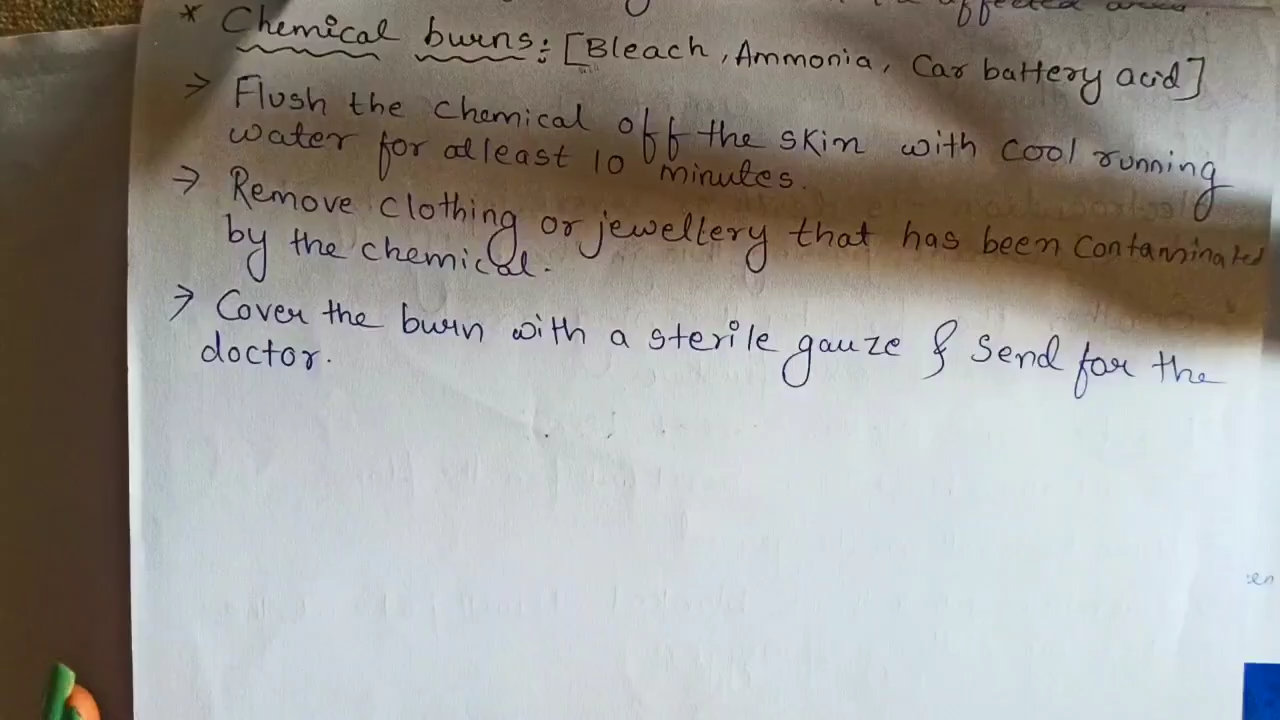 affected area.
* Chemical burns: [Bleach, Ammonia, Car battery acid]
→ Flush the chemical off the skin with cool running
water for atleast 10 minutes.
→ Remove clothing or jewellery that has been contaminated
by the chemical.
→ Cover the burn with a sterile gauze & send for the
doctor.